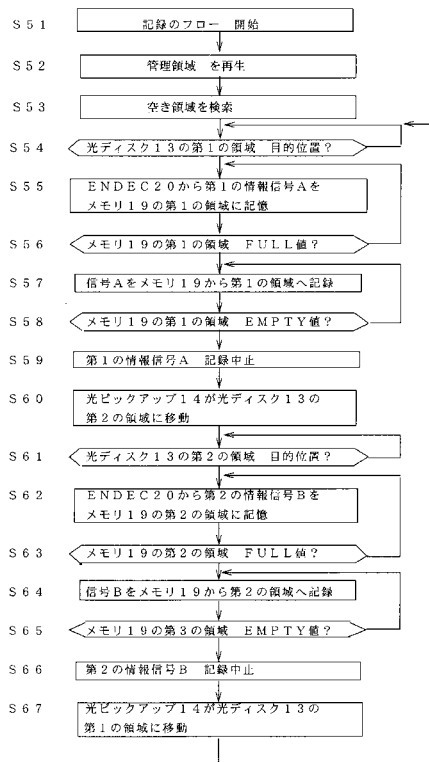 S51 記録のフロー 開始
S52 管理領域 を再生
S53 空き領域を検索
S54 光ディスク13の第1の領域 目的位置？
S55 ENDEC20から第1の情報信号Aを
メモリ19の第1の領域に記憶
S56 メモリ19の第1の領域 FULL値？
S57 信号Aをメモリ19から第1の領域へ記録
S58 メモリ19の第1の領域 EMPTY値？
S59 第1の情報信号A 記録中止
S60 光ピックアップ14が光ディスク13の
第2の領域に移動
S61 光ディスク13の第2の領域 目的位置？
S62 ENDEC20から第2の情報信号Bを
メモリ19の第2の領域に記憶
S63 メモリ19の第2の領域 FULL値？
S64 信号Bをメモリ19から第2の領域へ記録
S65 メモリ19の第3の領域 EMPTY値？
S66 第2の情報信号B 記録中止
S67 光ピックアップ14が光ディスク13の
第1の領域に移動